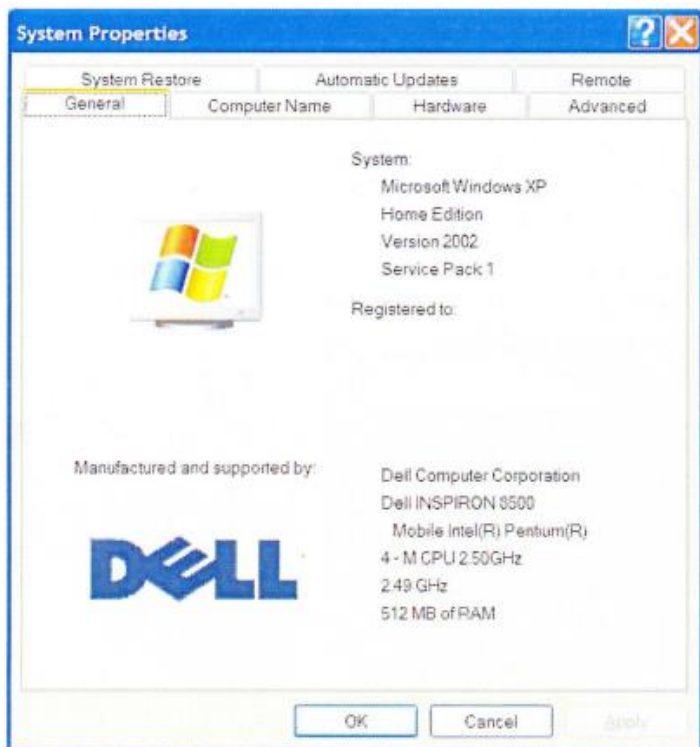 System Properties
System Restore Automatic Updates Remote
General Computer Name Hardware Advanced
System:
Microsoft Windows XP
Home Edition
Version 2002
Service Pack 1
Registered to:
Manufactured and supported by:
DELL
Dell Computer Corporation
Dell INSPIRON 8500
Mobile Intel(R) Pentium(R)
4 - M CPU 2.50GHz
2.49 GHz
512 MB of RAM
OK Cancel Apply